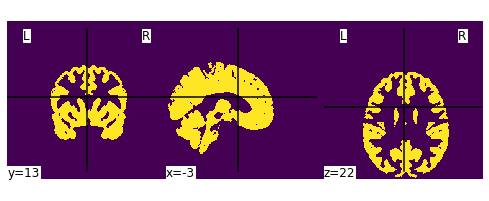 L R L R
y=13 x=-3 z=22